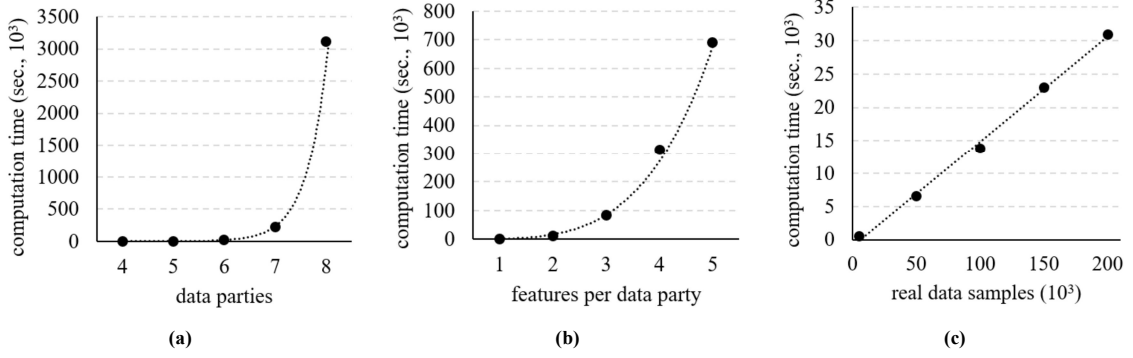 computation time (sec., 10³)
3500
3000
2500
2000
1500
1000
500
0
4 5 6 7 8
data parties
(a)
computation time (sec., 10³)
800
700
600
500
400
300
200
100
0
1 2 3 4 5
features per data party
(b)
computation time (sec., 10³)
35
30
25
20
15
10
5
0
0 50 100 150 200
real data samples (10³)
(c)